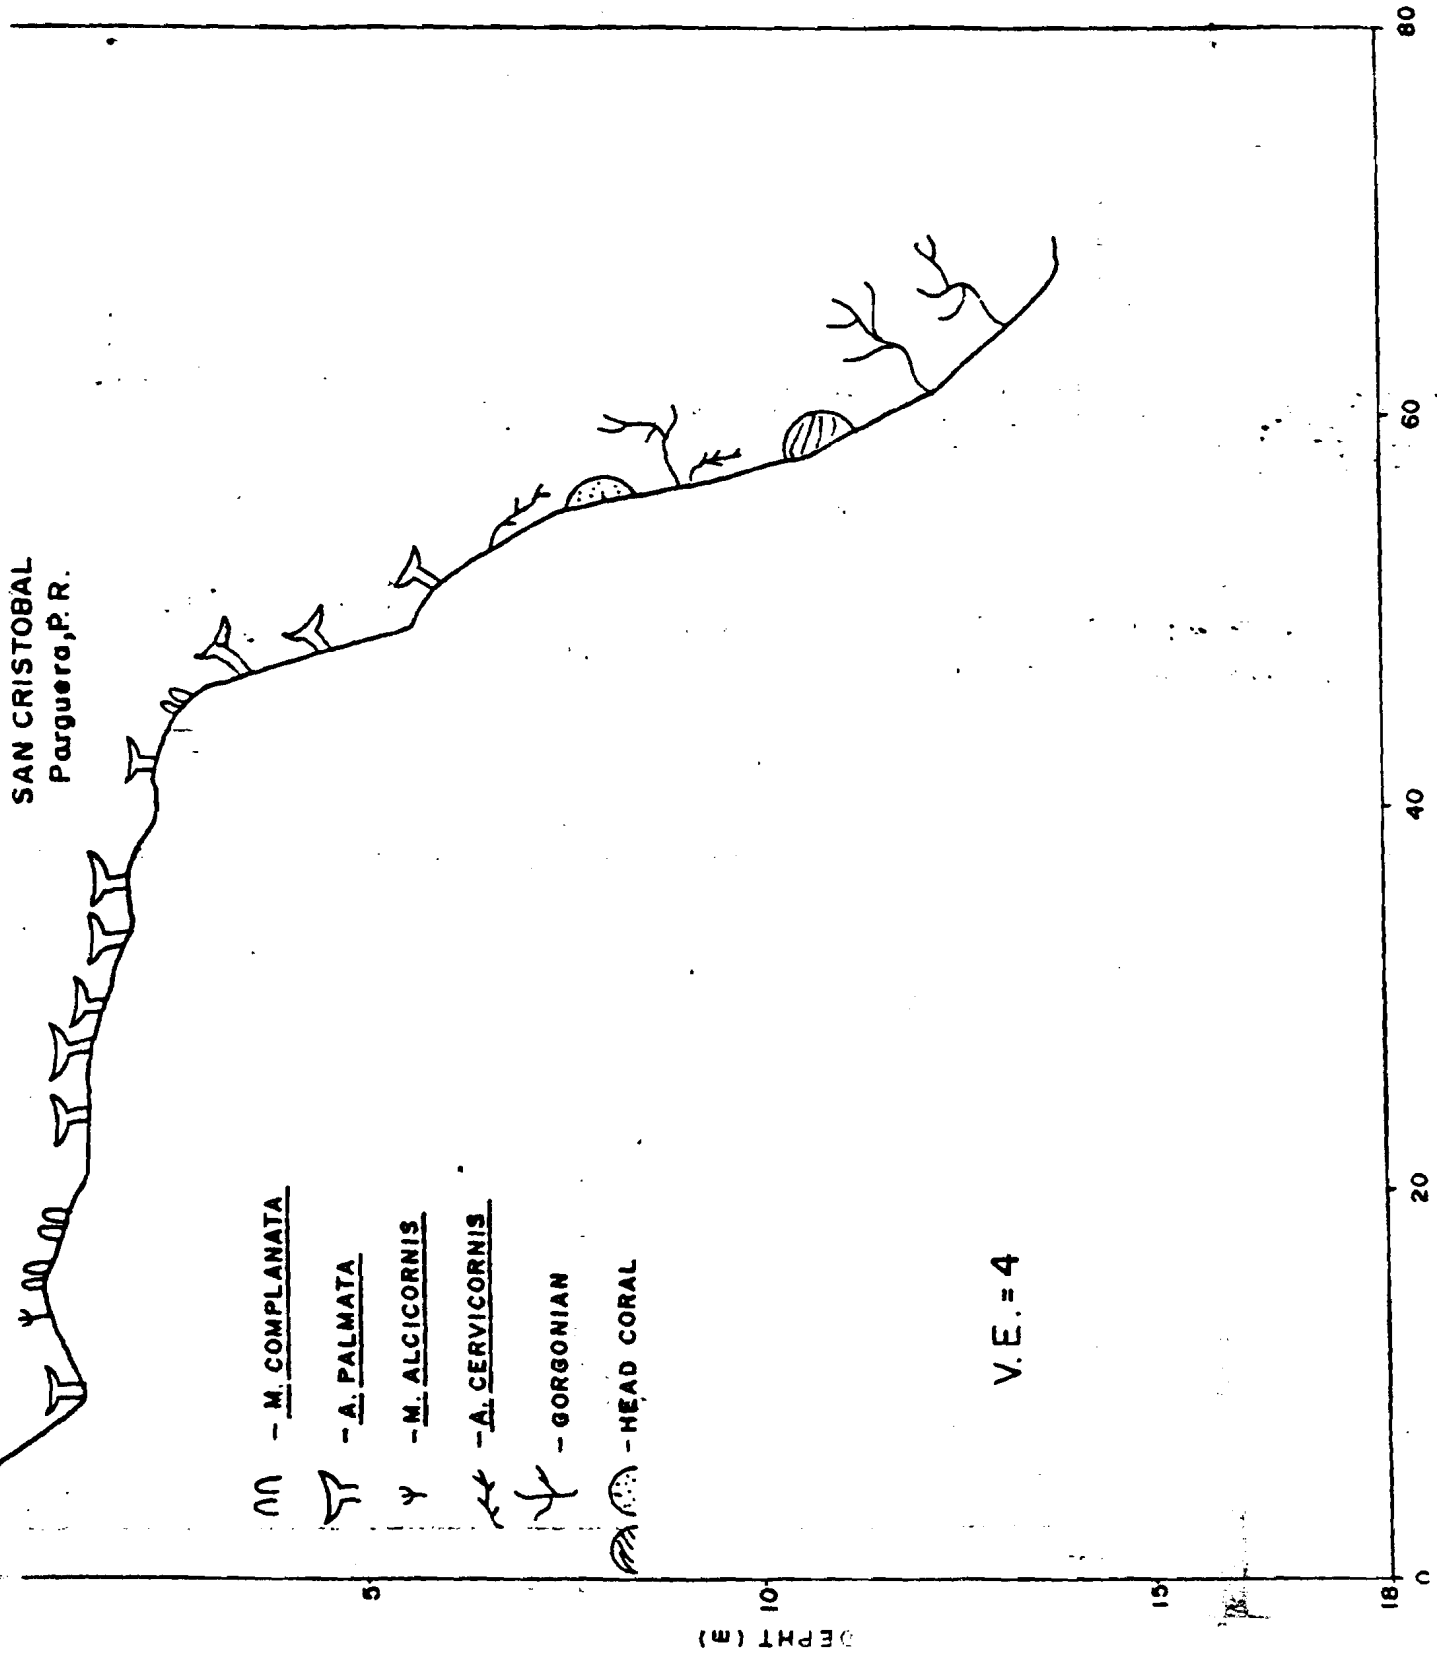 SAN CRISTOBAL
Parguera, P. R.
- M. COMPLANATA
- A. PALMATA
- M. ALCICORNIS
- A. CERVICORNIS
- GORGONIAN
- HEAD CORAL
V. E. = 4
DEPHT (m)
5
10
15
18
0
20
40
60
80